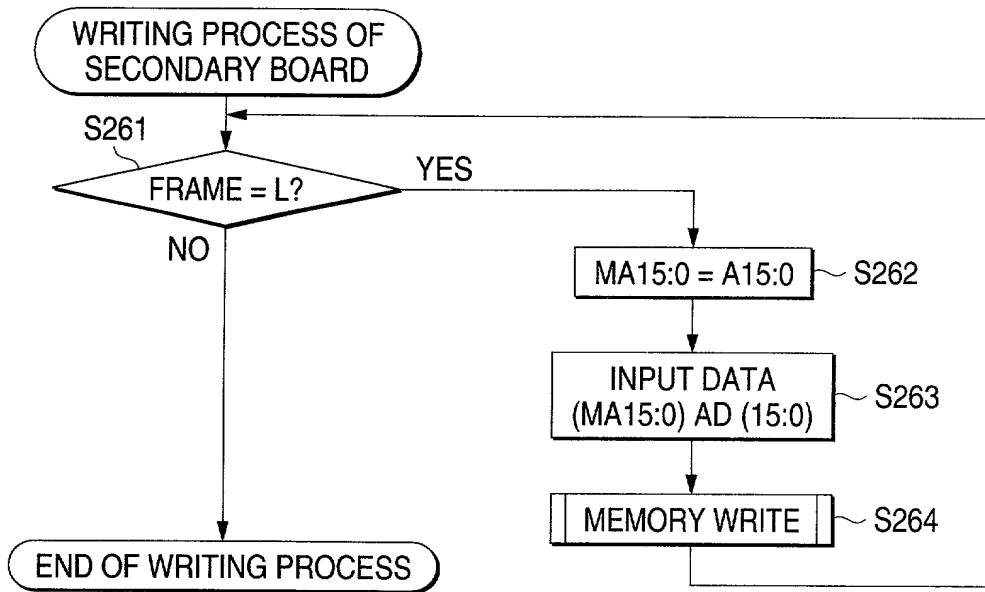 WRITING PROCESS OF
SECONDARY BOARD
S261
FRAME = L?
YES
NO
MA15:0 = A15:0
S262
INPUT DATA
(MA15:0) AD (15:0)
S263
MEMORY WRITE
S264
END OF WRITING PROCESS